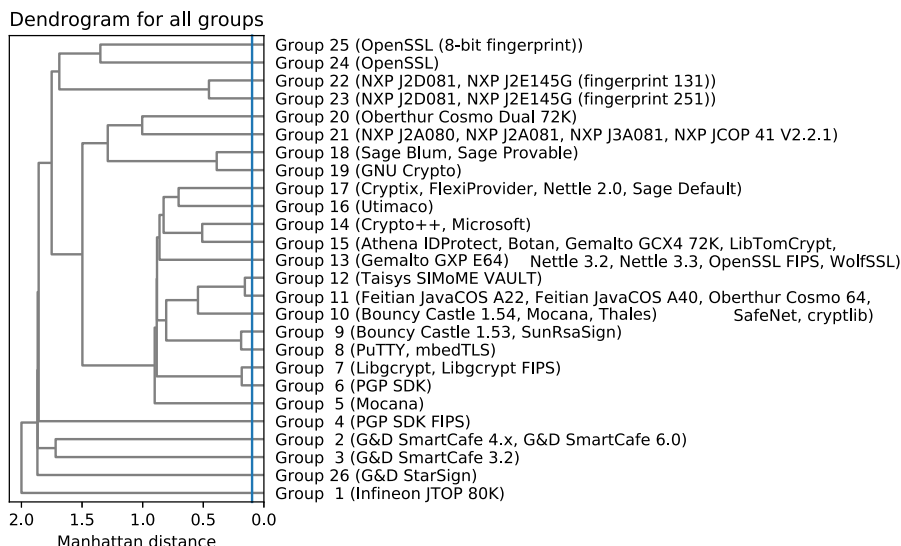 Dendrogram for all groups
Group 25 (OpenSSL (8-bit fingerprint))
Group 24 (OpenSSL)
Group 22 (NXP J2D081, NXP J2E145G (fingerprint 131))
Group 23 (NXP J2D081, NXP J2E145G (fingerprint 251))
Group 20 (Oberthur Cosmo Dual 72K)
Group 21 (NXP J2A080, NXP J2A081, NXP J3A081, NXP JCOP 41 V2.2.1)
Group 18 (Sage Blum, Sage Provable)
Group 19 (GNU Crypto)
Group 17 (Cryptix, FlexiProvider, Nettle 2.0, Sage Default)
Group 16 (Utimaco)
Group 14 (Crypto++, Microsoft)
Group 15 (Athena IDProtect, Botan, Gemalto GCX4 72K, LibTomCrypt,
Group 13 (Gemalto GXP E64) Nettle 3.2, Nettle 3.3, OpenSSL FIPS, WolfSSL)
Group 12 (Taisys SIMoME VAULT)
Group 11 (Feitian JavaCOS A22, Feitian JavaCOS A40, Oberthur Cosmo 64,
Group 10 (Bouncy Castle 1.54, Mocana, Thales) SafeNet, cryptlib)
Group 9 (Bouncy Castle 1.53, SunRsaSign)
Group 8 (PuTTY, mbedTLS)
Group 7 (Libgcrypt, Libgcrypt FIPS)
Group 6 (PGP SDK)
Group 5 (Mocana)
Group 4 (PGP SDK FIPS)
Group 2 (G&D SmartCafe 4.x, G&D SmartCafe 6.0)
Group 3 (G&D SmartCafe 3.2)
Group 26 (G&D StarSign)
Group 1 (Infineon JTOP 80K)
2.0 1.5 1.0 0.5 0.0
Manhattan distance